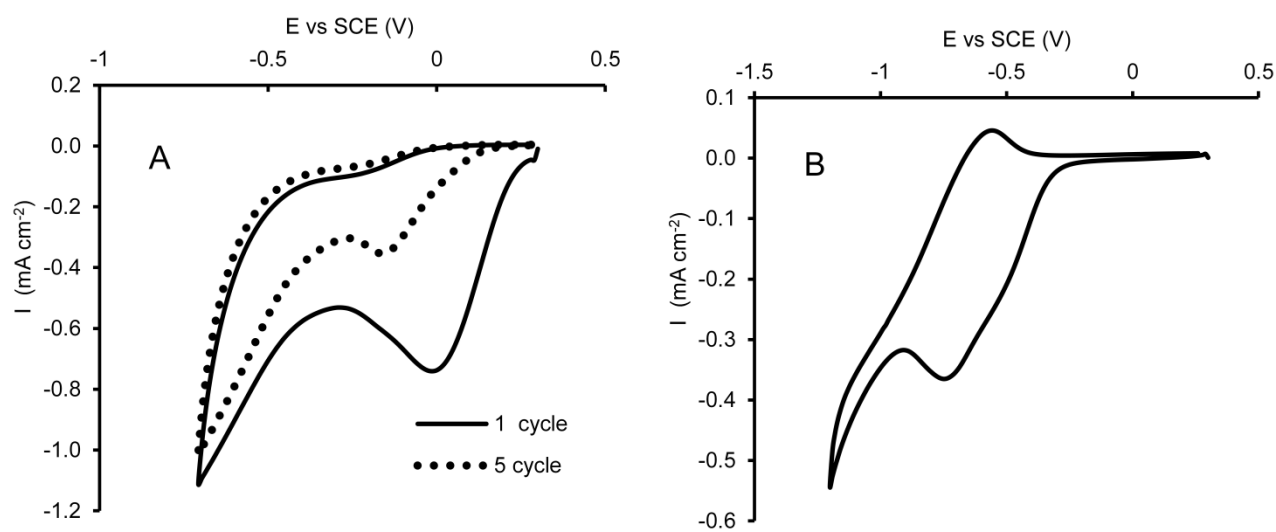 E vs SCE (V)
-1 -0.5 0 0.5
0.2
0.0
-0.2
-0.4
-0.6
-0.8
-1.0
-1.2
I (mA cm-2)
A
1 cycle
5 cycle
E vs SCE (V)
-1.5 -1 -0.5 0 0.5
0.1
0.0
-0.1
-0.2
-0.3
-0.4
-0.5
-0.6
I (mA cm-2)
B